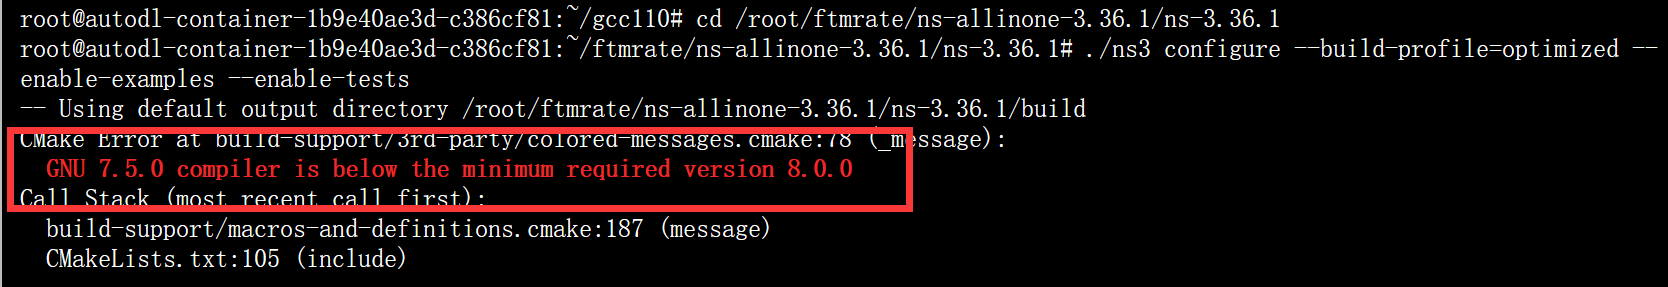 root@autodl-container-1b9e40ae3d-c386cf81:~/gcc110# cd /root/ftmrate/ns-allinone-3.36.1/ns-3.36.1
root@autodl-container-1b9e40ae3d-c386cf81:~/ftmrate/ns-allinone-3.36.1/ns-3.36.1# ./ns3 configure --build-profile=optimized --
enable-examples --enable-tests
-- Using default output directory /root/ftmrate/ns-allinone-3.36.1/ns-3.36.1/build
CMake Error at build-support/3rd-party/colored-messages.cmake:78 (_message):
GNU 7.5.0 compiler is below the minimum required version 8.0.0
Call Stack (most recent call first):
build-support/macros-and-definitions.cmake:187 (message)
CMakeLists.txt:105 (include)